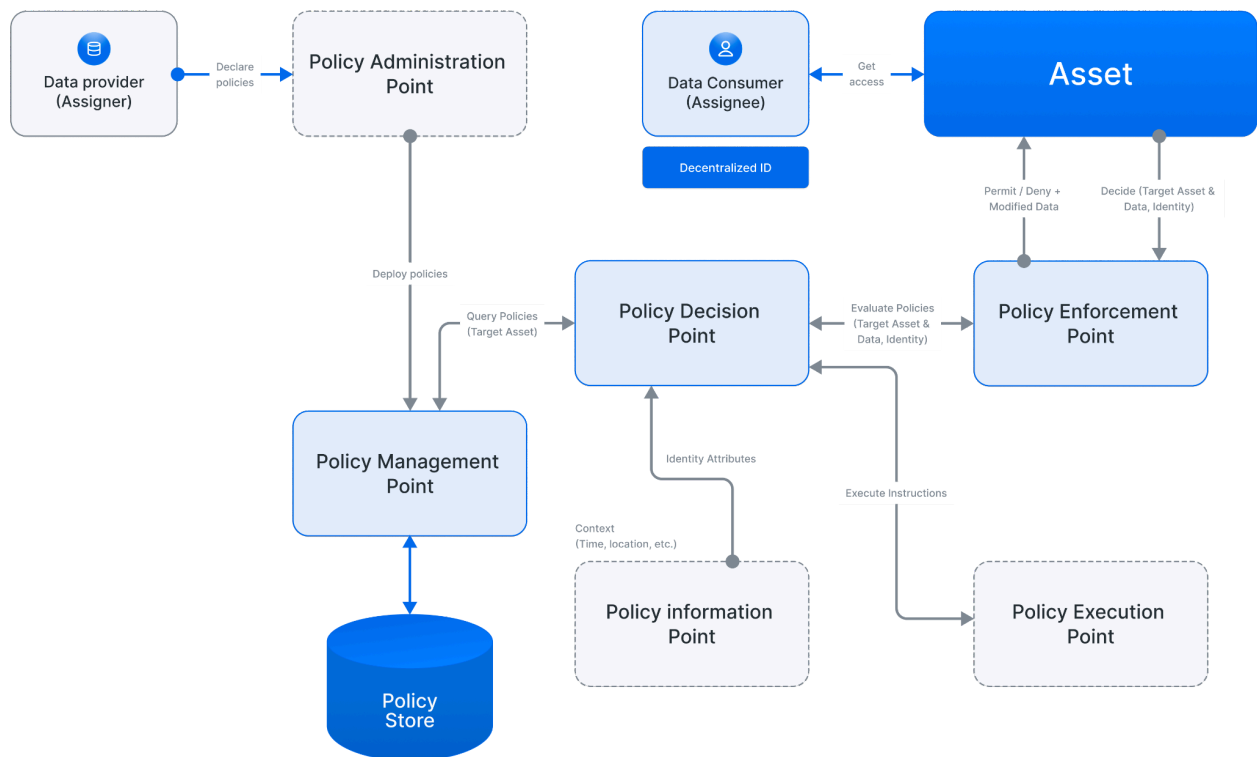 Data provider
(Assigner)
Declare
policies
Policy Administration
Point
Data Consumer
(Assignee)
Decentralized ID
Get
access
Asset
Permit / Deny +
Modified Data
Decide (Target Asset &
Data, Identity)
Deploy policies
Query Policies
(Target Asset)
Policy Decision
Point
Evaluate Policies
(Target Asset &
Data, Identity)
Policy Enforcement
Point
Policy Management
Point
Identity Attributes
Execute Instructions
Context
(Time, location, etc.)
Policy information
Point
Policy Execution
Point
Policy
Store